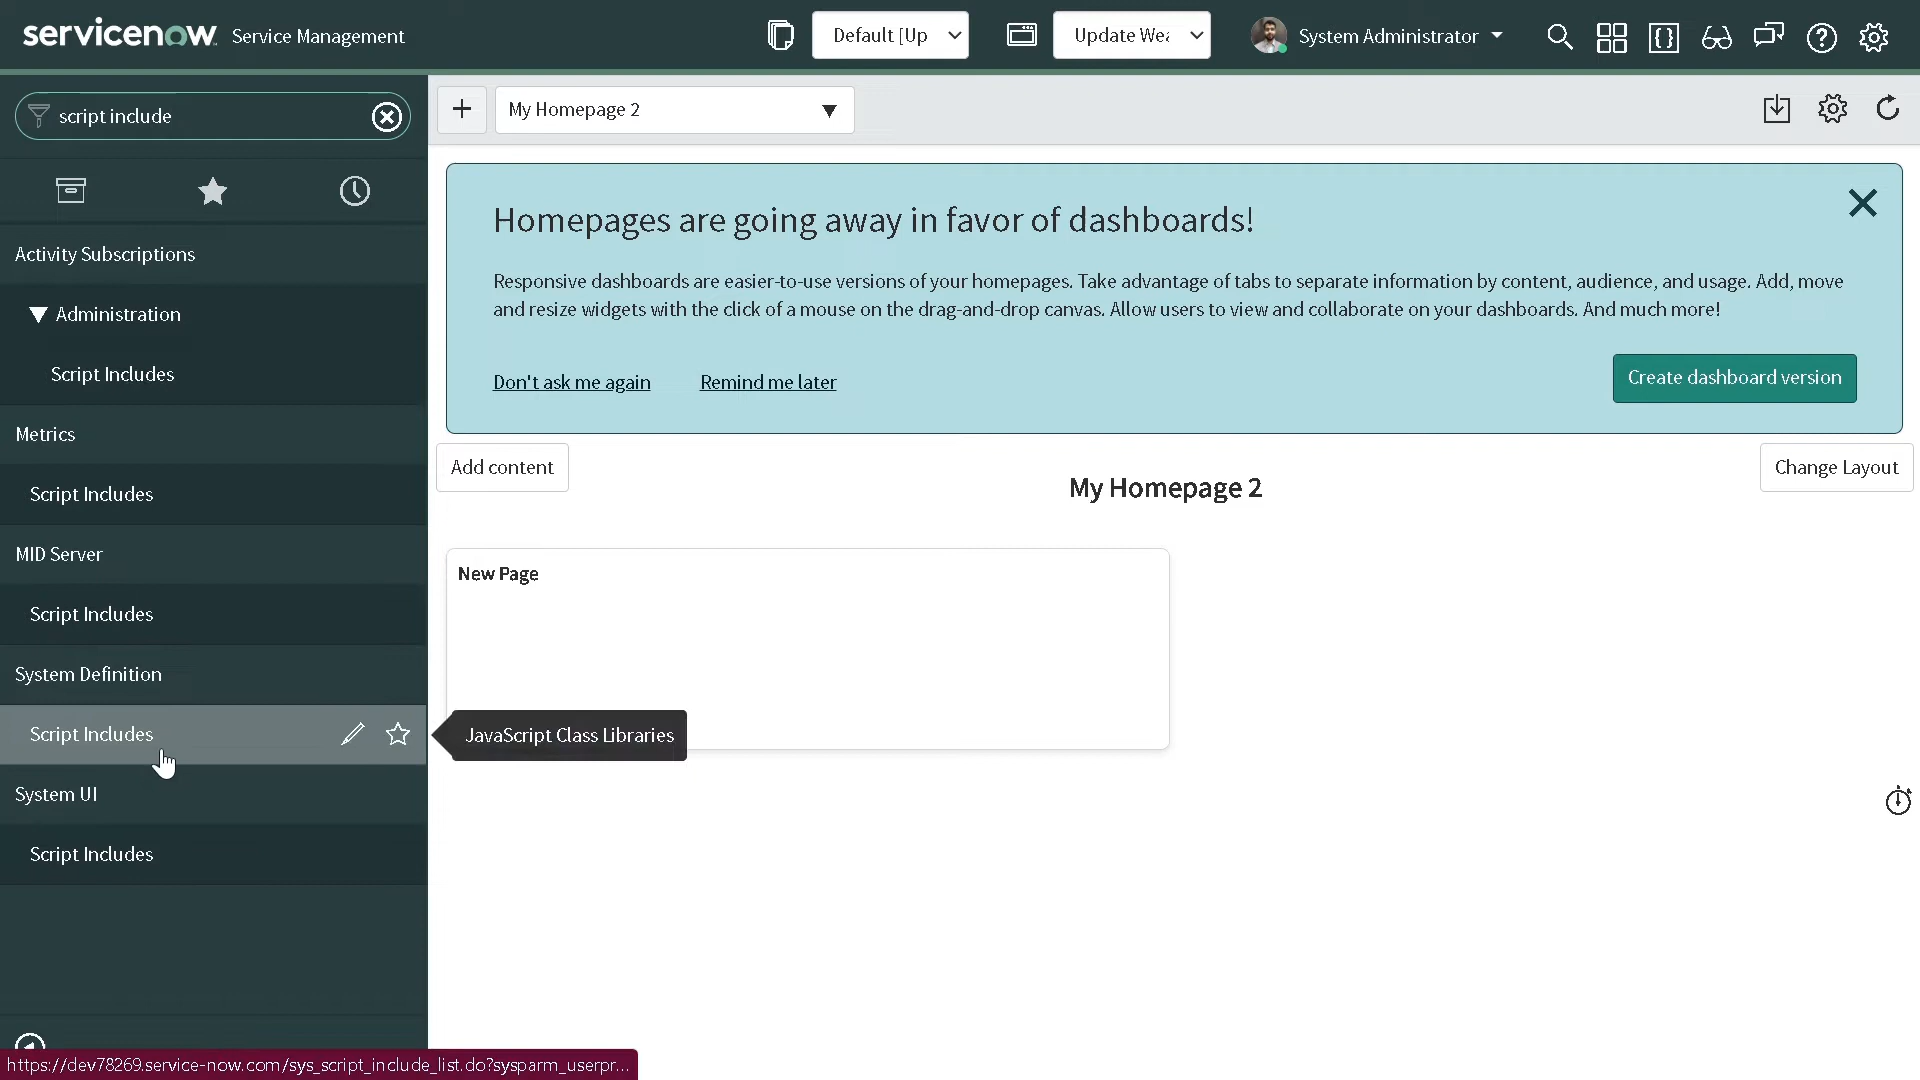 servicenow Service Management
Default [Up
Update Wea
System Administrator
script include
My Homepage 2
Activity Subscriptions
Administration
Script Includes
Metrics
Script Includes
MID Server
Script Includes
System Definition
Script Includes
System UI
Script Includes
Homepages are going away in favor of dashboards!
Responsive dashboards are easier-to-use versions of your homepages. Take advantage of tabs to separate information by content, audience, and usage. Add, move
and resize widgets with the click of a mouse on the drag-and-drop canvas. Allow users to view and collaborate on your dashboards. And much more!
Don't ask me again
Remind me later
Create dashboard version
Add content
My Homepage 2
Change Layout
New Page
JavaScript Class Libraries
https://dev78269.service-now.com/sys_script_include_list.do?sysparm_userpr...